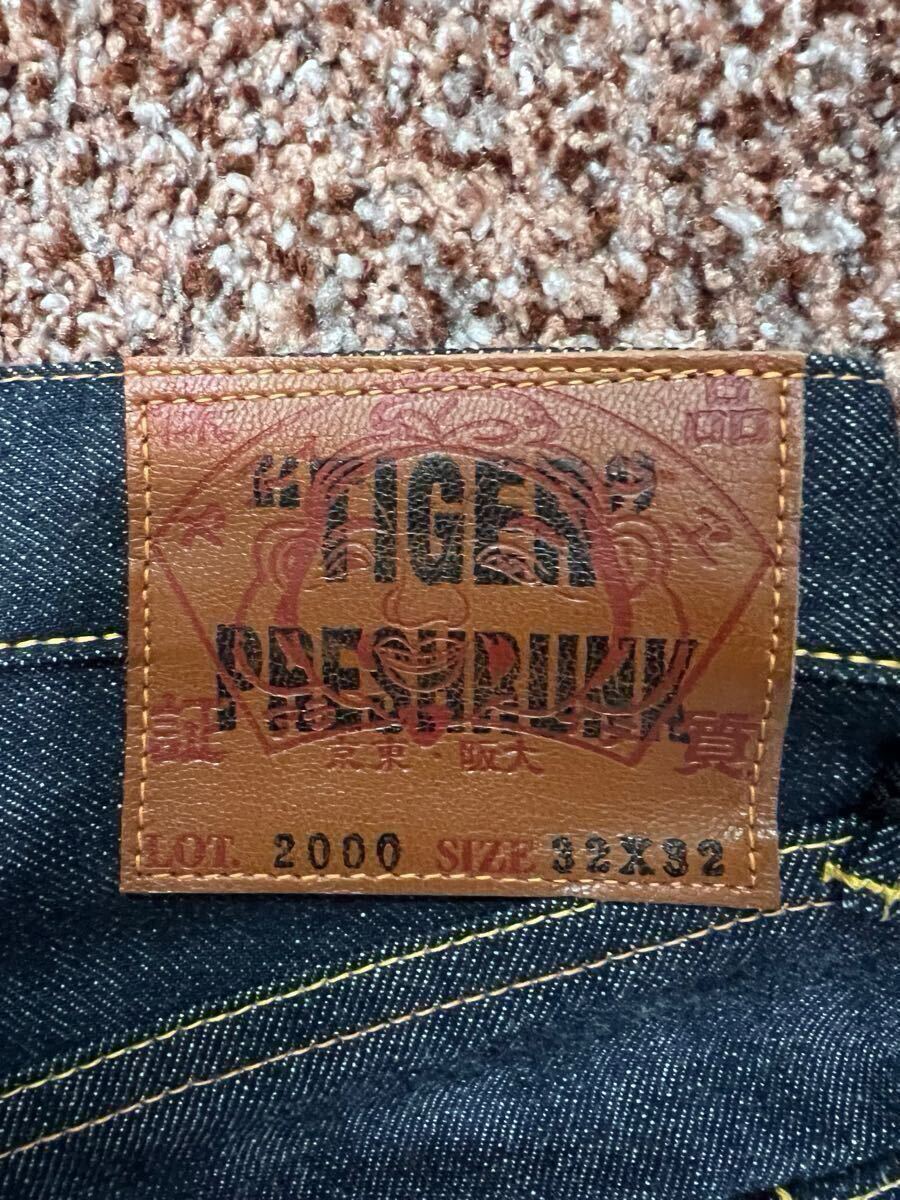 品
"TIGER"
PRESHRUNK
証 質
京東・阪大
LOT. 2000 SIZE 32X32